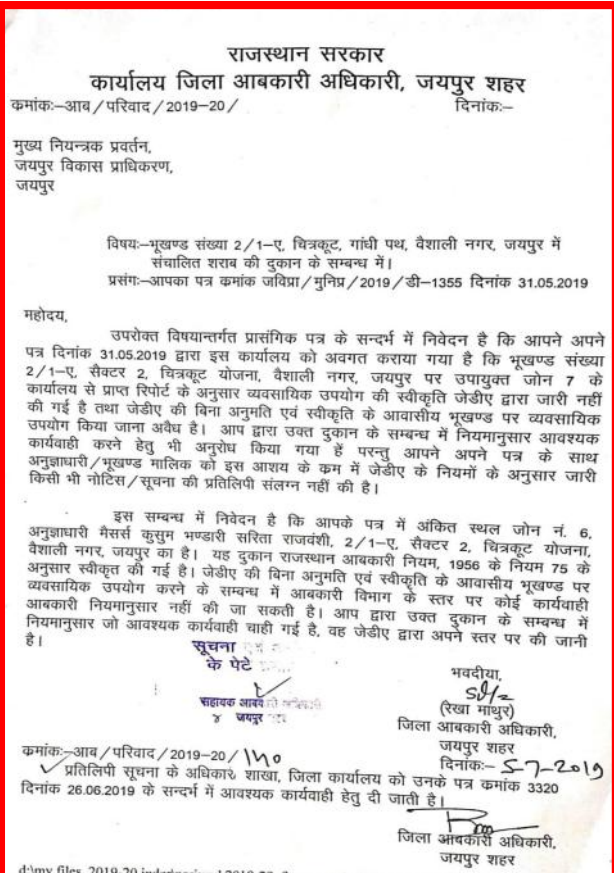 राजस्थान सरकार
कार्यालय जिला आबकारी अधिकारी, जयपुर शहर
कमांकः–आब/परिवाद/2019–20/ दिनांकः–
मुख्य नियन्त्रक प्रवर्तन,
जयपुर विकास प्राधिकरण,
जयपुर
विषयः–भूखण्ड संख्या 2/1–ए, चित्रकूट, गांधी पथ, वैशाली नगर, जयपुर में
संचालित शराब की दुकान के सम्बन्ध में।
प्रसंगः–आपका पत्र कमांक जविप्रा/मुनिप्र/2019/डी–1355 दिनांक 31.05.2019
महोदय,
उपरोक्त विषयान्तर्गत प्रासंगिक पत्र के सन्दर्भ में निवेदन है कि आपने अपने
पत्र दिनांक 31.05.2019 द्वारा इस कार्यालय को अवगत कराया गया है कि भूखण्ड संख्या
2/1–ए, सैक्टर 2, चित्रकूट योजना, वैशाली नगर, जयपुर पर उपायुक्त जोन 7 के
कार्यालय से प्राप्त रिपोर्ट के अनुसार व्यवसायिक उपयोग की स्वीकृति जेडीए द्वारा जारी नहीं
की गई है तथा जेडीए की बिना अनुमति एवं स्वीकृति के आवासीय भूखण्ड पर व्यवसायिक
उपयोग किया जाना अवैध है। आप द्वारा उक्त दुकान के सम्बन्ध में नियमानुसार आवश्यक
कार्यवाही करने हेतु भी अनुरोध किया गया हैं परन्तु आपने अपने पत्र के साथ
अनुज्ञाधारी/भूखण्ड मालिक को इस आशय के कम में जेडीए के नियमों के अनुसार जारी
किसी भी नोटिस/सूचना की प्रतिलिपी संलग्न नहीं की है।
इस सम्बन्ध में निवेदन है कि आपके पत्र में अंकित स्थल जोन नं. 6,
अनुज्ञाधारी मैसर्स कुसुम भण्डारी सरिता राजवंशी, 2/1–ए, सैक्टर 2, चित्रकूट योजना,
वैशाली नगर, जयपुर का है। यह दुकान राजस्थान आबकारी नियम, 1956 के नियम 75 के
अनुसार स्वीकृत की गई है। जेडीए की बिना अनुमति एवं स्वीकृति के आवासीय भूखण्ड पर
व्यवसायिक उपयोग करने के सम्बन्ध में आबकारी विभाग के स्तर पर कोई कार्यवाही
आबकारी नियमानुसार नहीं की जा सकती है। आप द्वारा उक्त दुकान के सम्बन्ध में
नियमानुसार जो आवश्यक कार्यवाही चाही गई है, वह जेडीए द्वारा अपने स्तर पर की जानी
है।
सूचना
के पेटे
सहायक
जयपुर
भवदीया,
Sd/-
(रेखा माथुर)
जिला आबकारी अधिकारी,
जयपुर शहर
कमांकः–आब/परिवाद/2019–20/ 140 दिनांकः– 5-7-2019
प्रतिलिपी सूचना के अधिकार शाखा, जिला कार्यालय को उनके पत्र कमांक 3320
दिनांक 26.06.2019 के सन्दर्भ में आवश्यक कार्यवाही हेतु दी जाती है।
जिला आबकारी अधिकारी,
जयपुर शहर